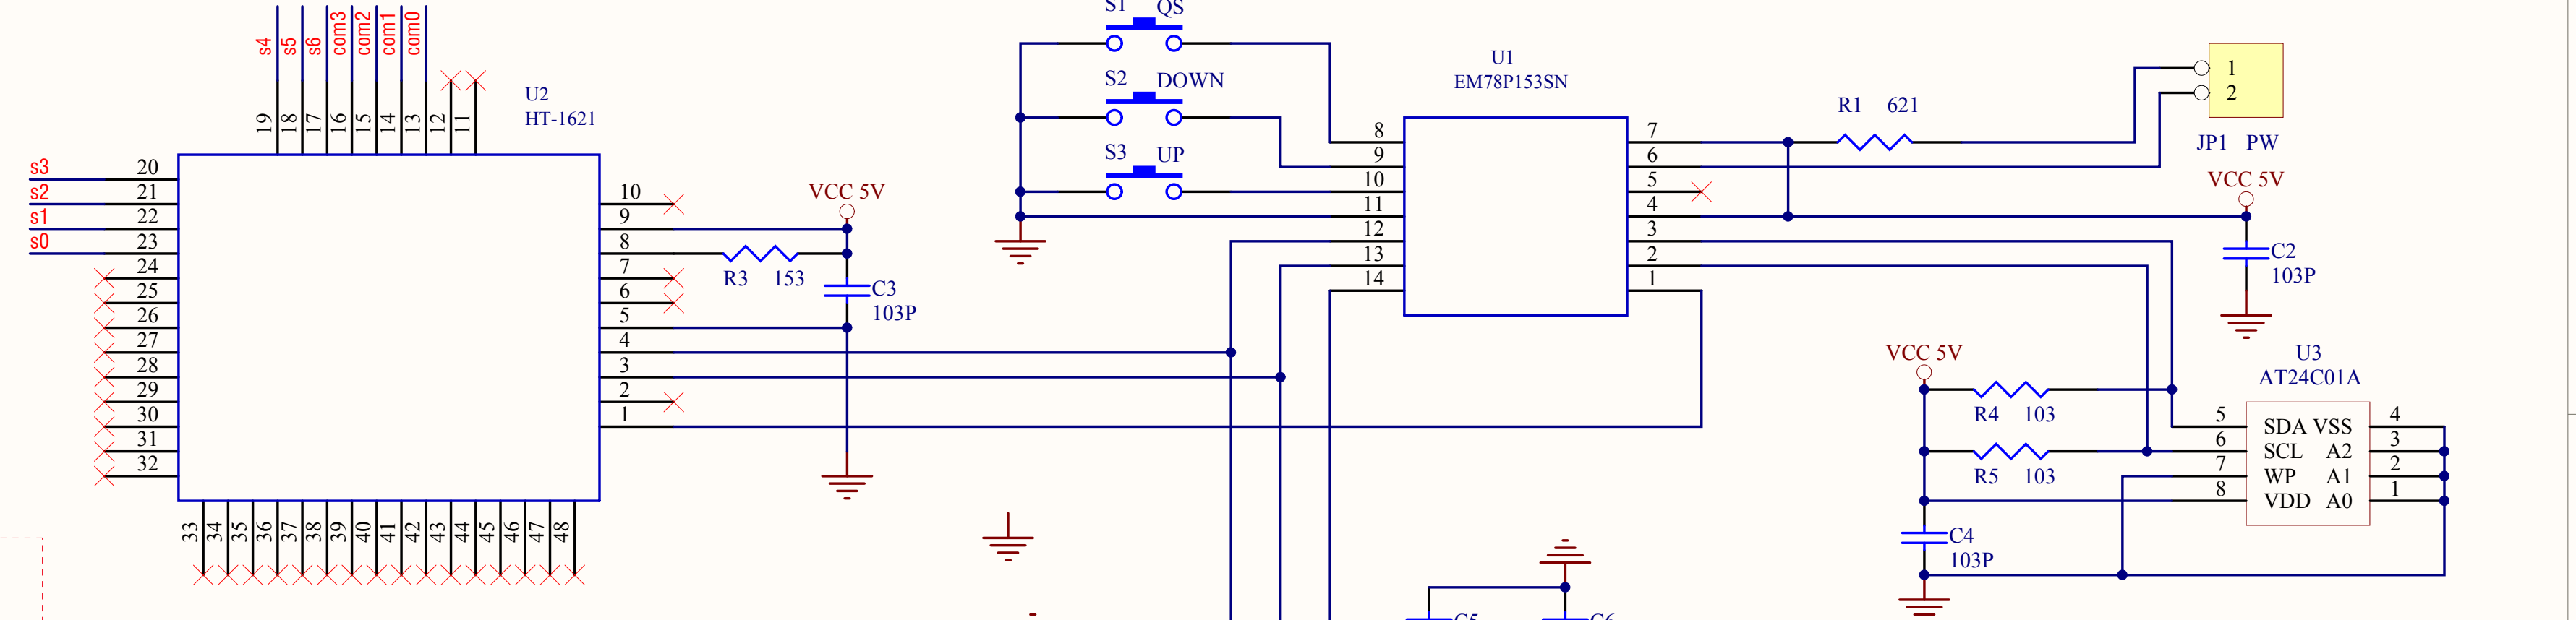 S1 QS
s4 s5 s6 com3 com2 com1 com0
19 18 17 16 15 14 13 12 11
U2
HT-1621
s3 20
s2 21
s1 22
s0 23
24
25
26
27
28
29
30
31
32
33 34 35 36 37 38 39 40 41 42 43 44 45 46 47 48
10
9
8
7
6
5
4
3
2
1
VCC 5V
R3 153
C3
103P
S2 DOWN
S3 UP
U1
EM78P153SN
8
9
10
11
12
13
14
7
6
5
4
3
2
1
R1 621
1
2
JP1 PW
VCC 5V
C2
103P
VCC 5V
R4 103
R5 103
C4
103P
U3
AT24C01A
5 SDA VSS 4
6 SCL A2 3
7 WP A1 2
8 VDD A0 1
C5 C6